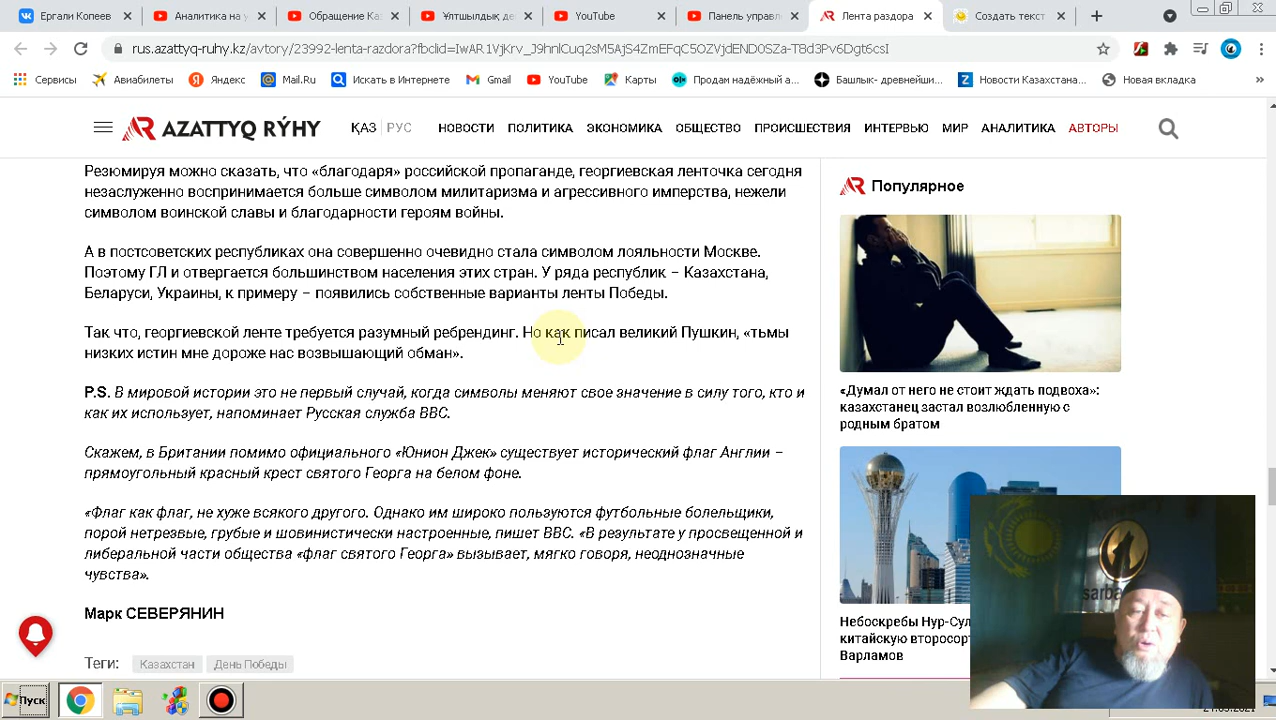 Ергали Копеев
Аналитика на у
Обращение Ка
Ұлтшылдық де
YouTube
Панель управл
Лента раздора
Создать текст
rus.azattyq-ruhy.kz/avtory/23992-lenta-razdora?fbclid=IwAR1VjKrv_J9hnlCuq2sM5AjS4ZmEFqC5OZVjdEND0SZa-T8d3Pv6Dgt6csI
Сервисы
Авиабилеты
Яндекс
Mail.Ru
Искать в Интернете
Gmail
YouTube
Карты
Продам надёжный а...
Башлык- древнейши...
Новости Казахстана...
Новая вкладка
AZATTYQ RÝHY
ҚАЗ РУС
НОВОСТИ ПОЛИТИКА ЭКОНОМИКА ОБЩЕСТВО ПРОИСШЕСТВИЯ ИНТЕРВЬЮ МИР АНАЛИТИКА АВТОРЫ
Резюмируя можно сказать, что «благодаря» российской пропаганде, георгиевская ленточка сегодня
незаслуженно воспринимается больше символом милитаризма и агрессивного имперства, нежели
символом воинской славы и благодарности героям войны.
А в постсоветских республиках она совершенно очевидно стала символом лояльности Москве.
Поэтому ГЛ и отвергается большинством населения этих стран. У ряда республик – Казахстана,
Беларуси, Украины, к примеру – появились собственные варианты ленты Победы.
Так что, георгиевской ленте требуется разумный ребрендинг. Но как писал великий Пушкин, «тьмы
низких истин мне дороже нас возвышающий обман».
P.S. В мировой истории это не первый случай, когда символы меняют свое значение в силу того, кто и
как их использует, напоминает Русская служба BBC.
Скажем, в Британии помимо официального «Юнион Джек» существует исторический флаг Англии –
прямоугольный красный крест святого Георга на белом фоне.
«Флаг как флаг, не хуже всякого другого. Однако им широко пользуются футбольные болельщики,
порой нетрезвые, грубые и шовинистически настроенные, пишет BBC. «В результате у просвещенной и
либеральной части общества «флаг святого Георга» вызывает, мягко говоря, неоднозначные
чувства».
Марк СЕВЕРЯНИН
Теги: Казахстан День Победы
Популярное
«Думал от него не стоит ждать подвоха»:
казахстанец застал возлюбленную с
родным братом
Небоскребы Нур-Сул
китайскую второсорт
Варламов
sarba
Пуск